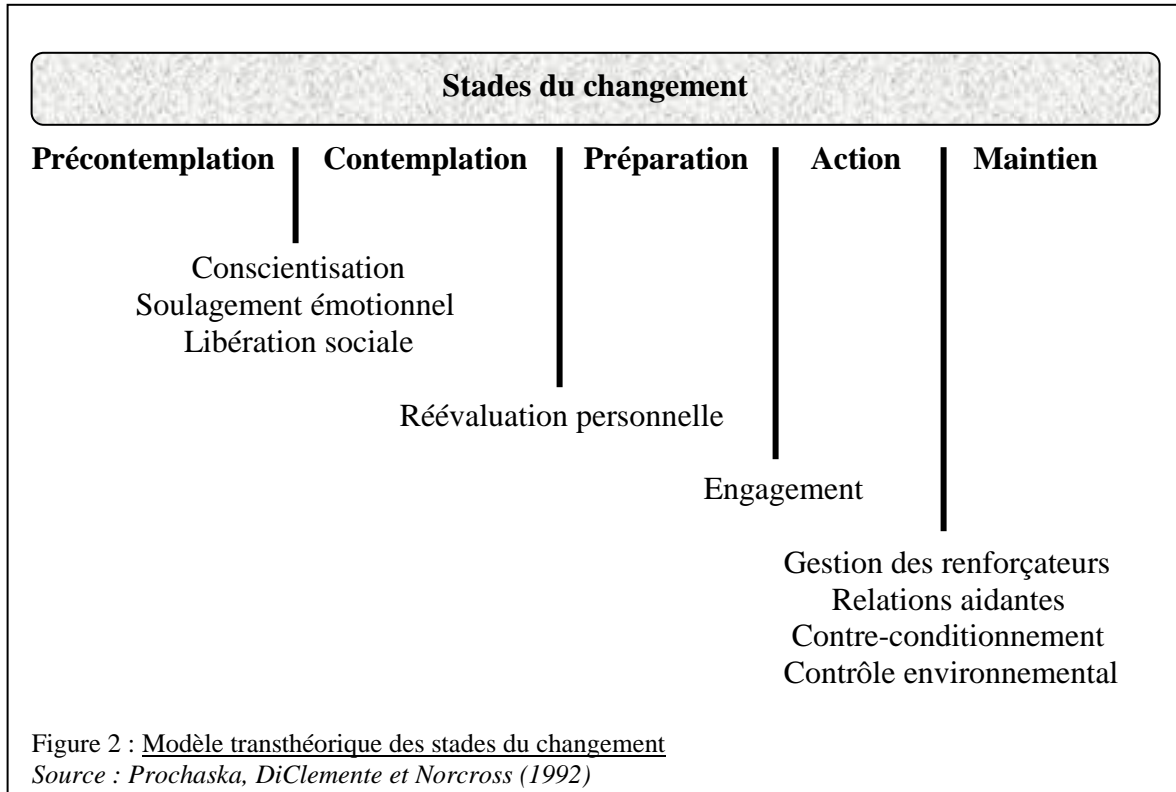 Stades du changement
Précontemplation Contemplation Préparation Action Maintien
Conscientisation
Soulagement émotionnel
Libération sociale
Réévaluation personnelle
Engagement
Gestion des renforçateurs
Relations aidantes
Contre-conditionnement
Contrôle environnemental
Figure 2 : Modèle transthéorique des stades du changement
Source : Prochaska, DiClemente et Norcross (1992)